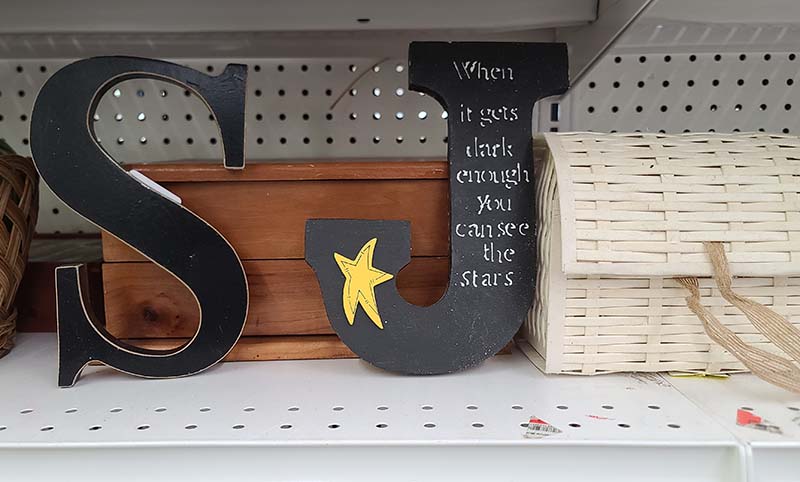 S
J
When
it gets
dark
enough
you
can see
the
stars